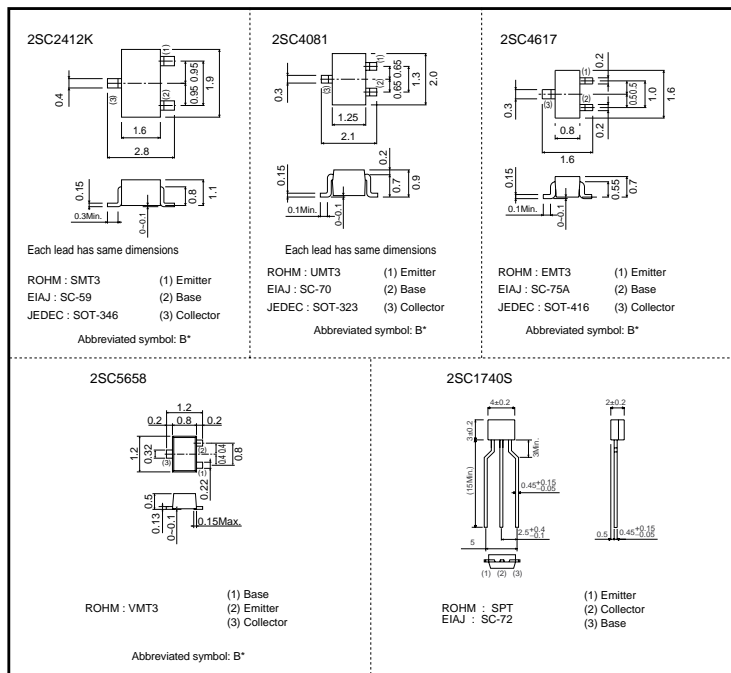 2SC2412K
(1)
0.4
(3)
(2)
0.95 0.95
1.9
1.6
2.8
0.15
0.3Min.
0~0.1
0.8
1.1
Each lead has same dimensions
ROHM : SMT3
EIAJ : SC-59
JEDEC : SOT-346
(1) Emitter
(2) Base
(3) Collector
Abbreviated symbol: B*
2SC4081
(1)
0.3
(3)
(2)
0.65 0.65
1.3
2.0
1.25
2.1
0.2
0.15
0.1Min.
0~0.1
0.7
0.9
Each lead has same dimensions
ROHM : UMT3
EIAJ : SC-70
JEDEC : SOT-323
(1) Emitter
(2) Base
(3) Collector
Abbreviated symbol: B*
2SC4617
0.2
(1)
0.3
(3)
(2)
0.5 0.5
1.0
1.6
0.8
0.2
1.6
0.15
0.1Min.
0~0.1
0.55
0.7
ROHM : EMT3
EIAJ : SC-75A
JEDEC : SOT-416
(1) Emitter
(2) Base
(3) Collector
Abbreviated symbol: B*
2SC5658
1.2
0.2 0.8 0.2
1.2
0.32
(3)
(2)
(1)
0.4 0.4
0.8
0.22
0.5
0.13
0~0.1
0.15Max.
ROHM : VMT3
(1) Base
(2) Emitter
(3) Collector
Abbreviated symbol: B*
2SC1740S
4±0.2
2±0.2
3±0.2
3Min.
(15Min.)
0.45+0.15 −0.05
2.5+0.4 −0.1
5
0.5
0.45+0.15 −0.05
(1) (2) (3)
ROHM : SPT
EIAJ : SC-72
(1) Emitter
(2) Collector
(3) Base